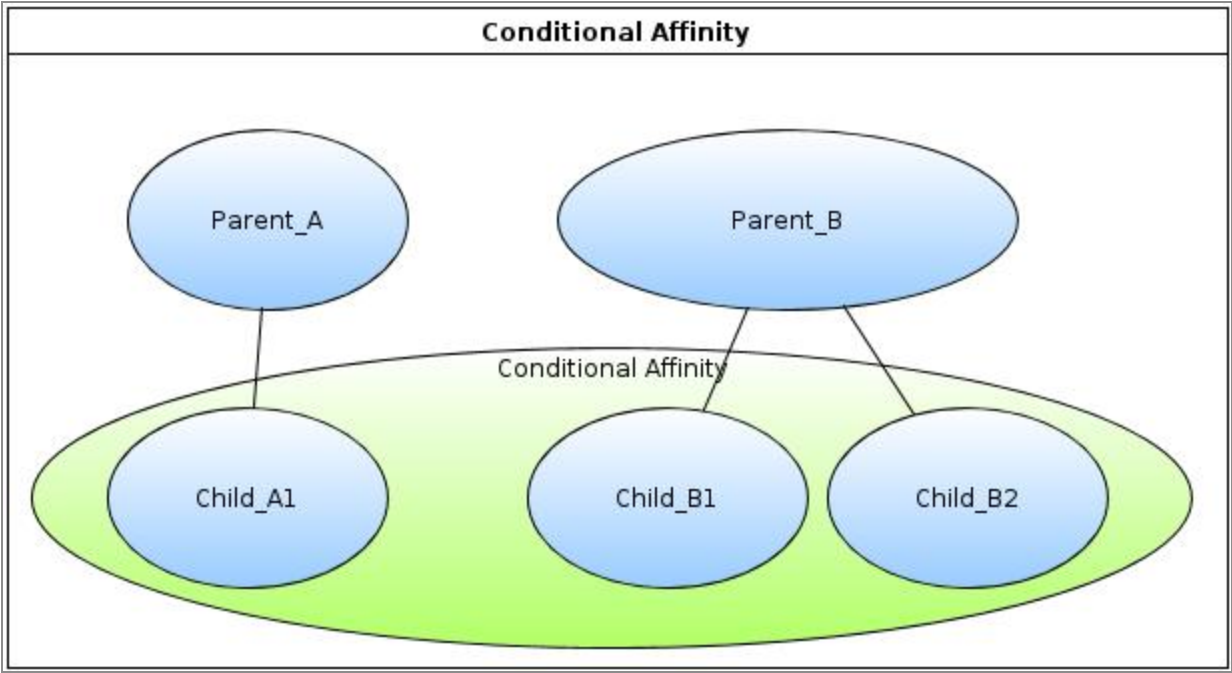 Conditional Affinity
Parent_A
Parent_B
Conditional Affinity
Child_A1
Child_B1
Child_B2